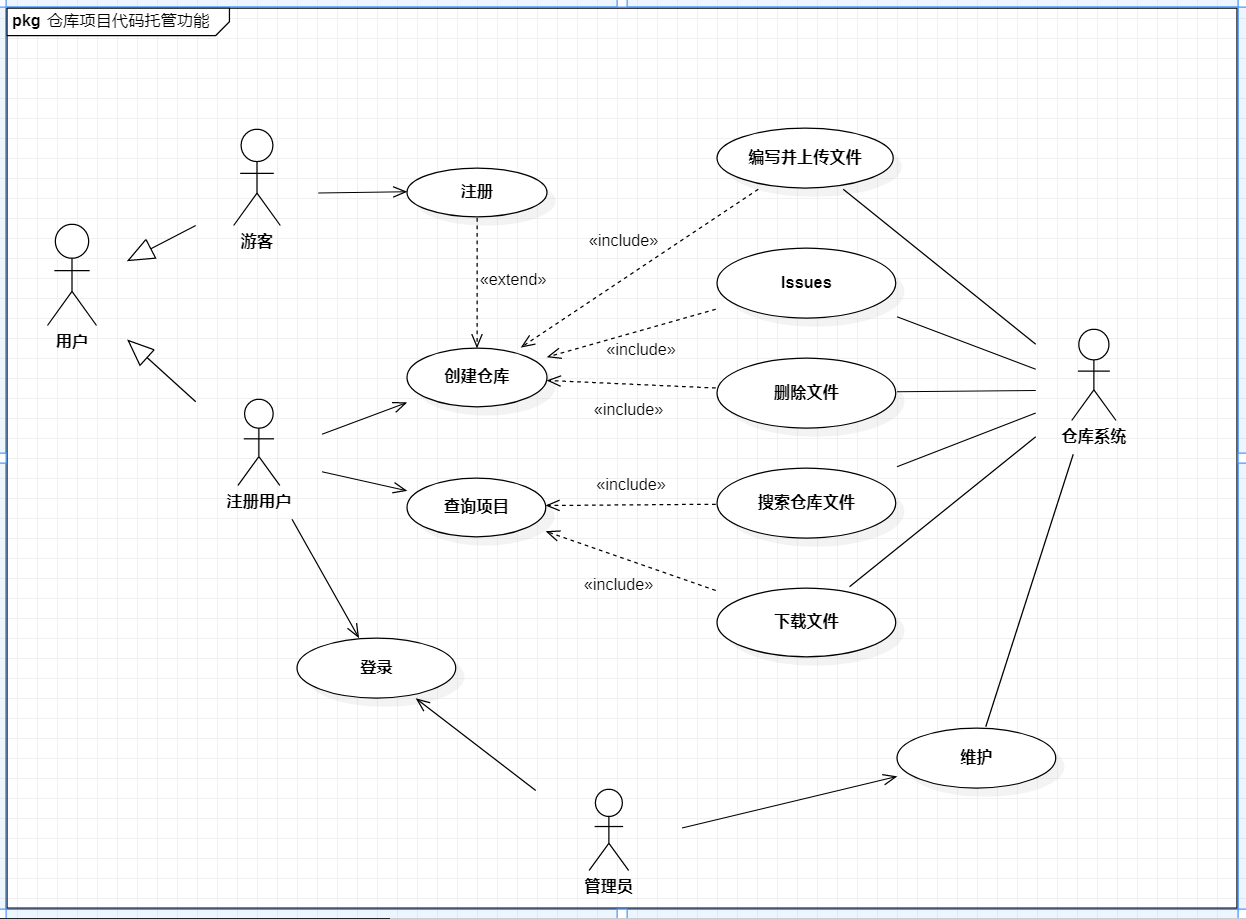 pkg 仓库项目代码托管功能
编写并上传文件
游客
注册
«include»
«extend»
Issues
用户
«include»
创建仓库
删除文件
«include»
仓库系统
注册用户
«include»
查询项目
搜索仓库文件
«include»
下载文件
登录
维护
管理员